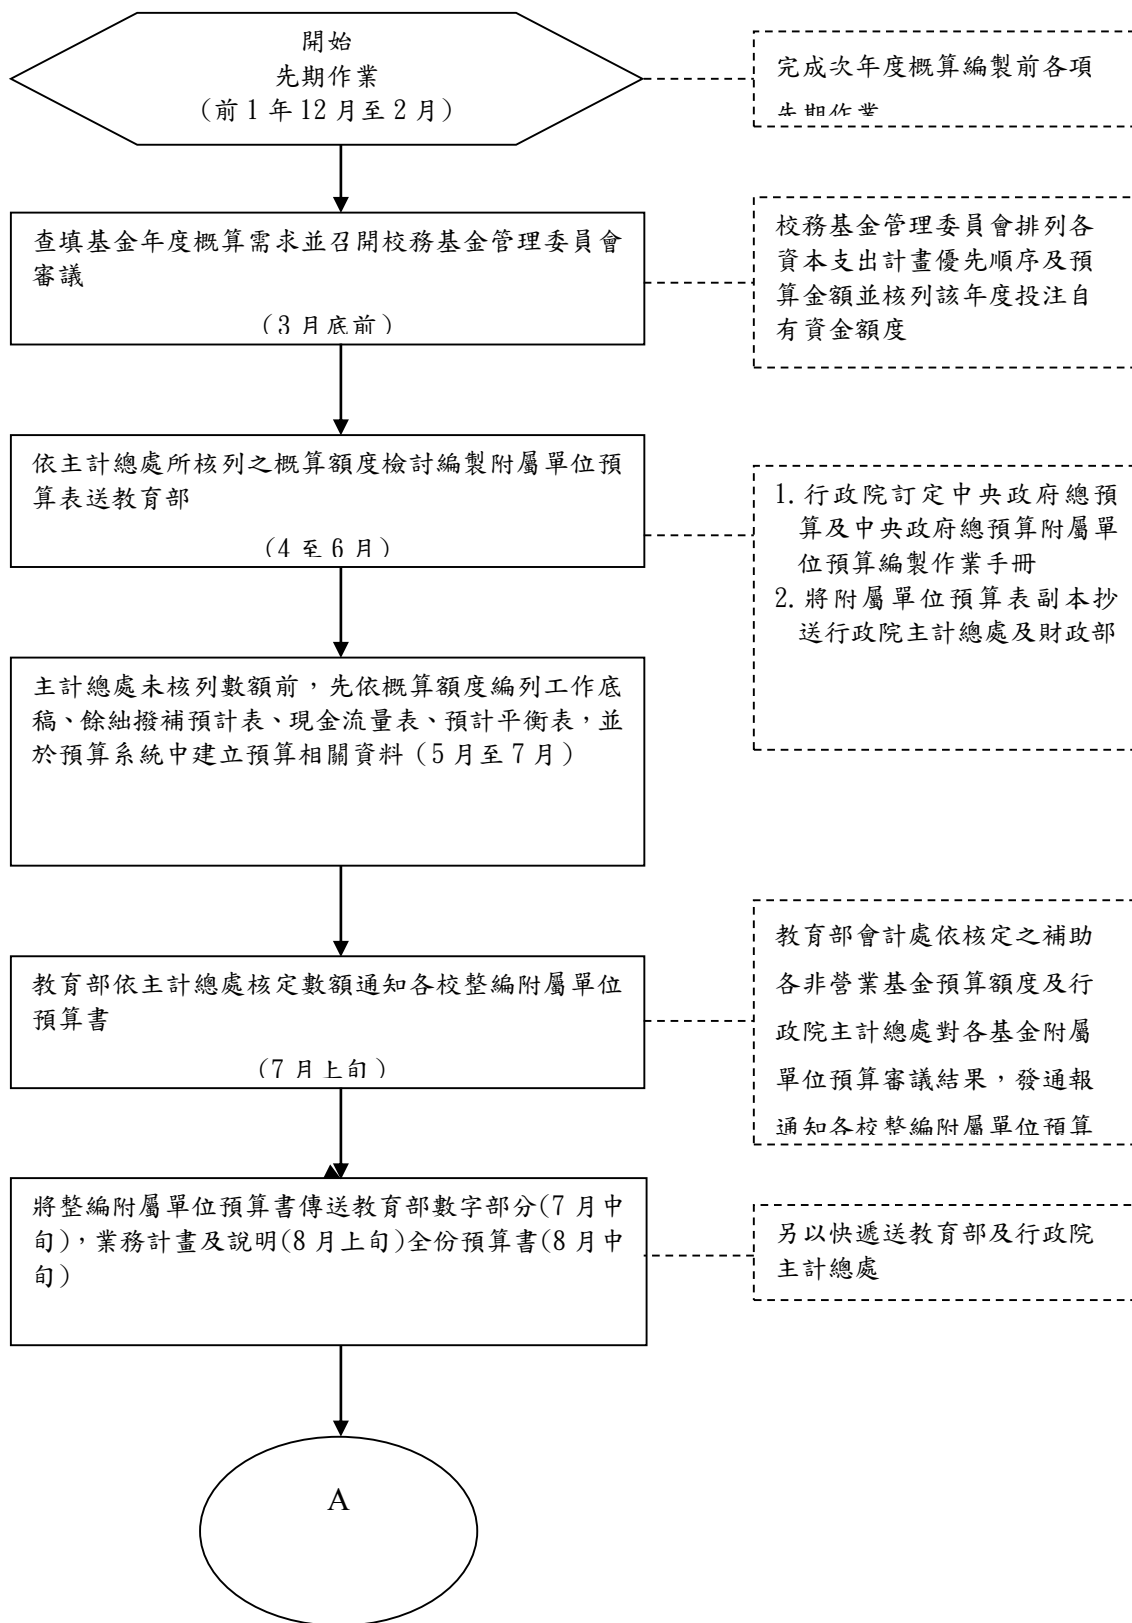 開始
先期作業
(前1年12月至2月)
完成次年度概算編製前各項
先期作業
查填基金年度概算需求並召開校務基金管理委員會
審議
(3月底前)
校務基金管理委員會排列各
資本支出計畫優先順序及預
算金額並核列該年度投注自
有資金額度
依主計總處所核列之概算額度檢討編製附屬單位預
算表送教育部
(4至6月)
1.行政院訂定中央政府總預
算及中央政府總預算附屬單
位預算編製作業手冊
2.將附屬單位預算表副本抄
送行政院主計總處及財政部
主計總處未核列數額前，先依概算額度編列工作底
稿、餘絀撥補預計表、現金流量表、預計平衡表，並
於預算系統中建立預算相關資料（5月至7月）
教育部依主計總處核定數額通知各校整編附屬單位
預算書
(7月上旬)
教育部會計處依核定之補助
各非營業基金預算額度及行
政院主計總處對各基金附屬
單位預算審議結果，發通報
通知各校整編附屬單位預算
將整編附屬單位預算書傳送教育部數字部分(7月中
旬)，業務計畫及說明(8月上旬)全份預算書(8月中
旬)
另以快遞送教育部及行政院
主計總處
A